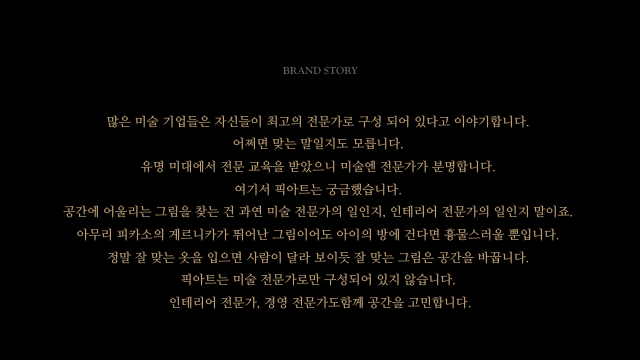 BRAND STORY
많은 미술 기업들은 자신들이 최고의 전문가로 구성 되어 있다고 이야기합니다.
어쩌면 맞는 말일지도 모릅니다.
유명 미대에서 전문 교육을 받았으니 미술엔 전문가가 분명합니다.
여기서 픽아트는 궁금했습니다.
공간에 어울리는 그림을 찾는 건 과연 미술 전문가의 일인지, 인테리어 전문가의 일인지 말이죠.
아무리 피카소의 게르니카가 뛰어난 그림이어도 아이의 방에 건다면 흉물스러울 뿐입니다.
정말 잘 맞는 옷을 입으면 사람이 달라 보이듯 잘 맞는 그림은 공간을 바꿉니다.
픽아트는 미술 전문가로만 구성되어 있지 않습니다.
인테리어 전문가, 경영 전문가도함께 공간을 고민합니다.